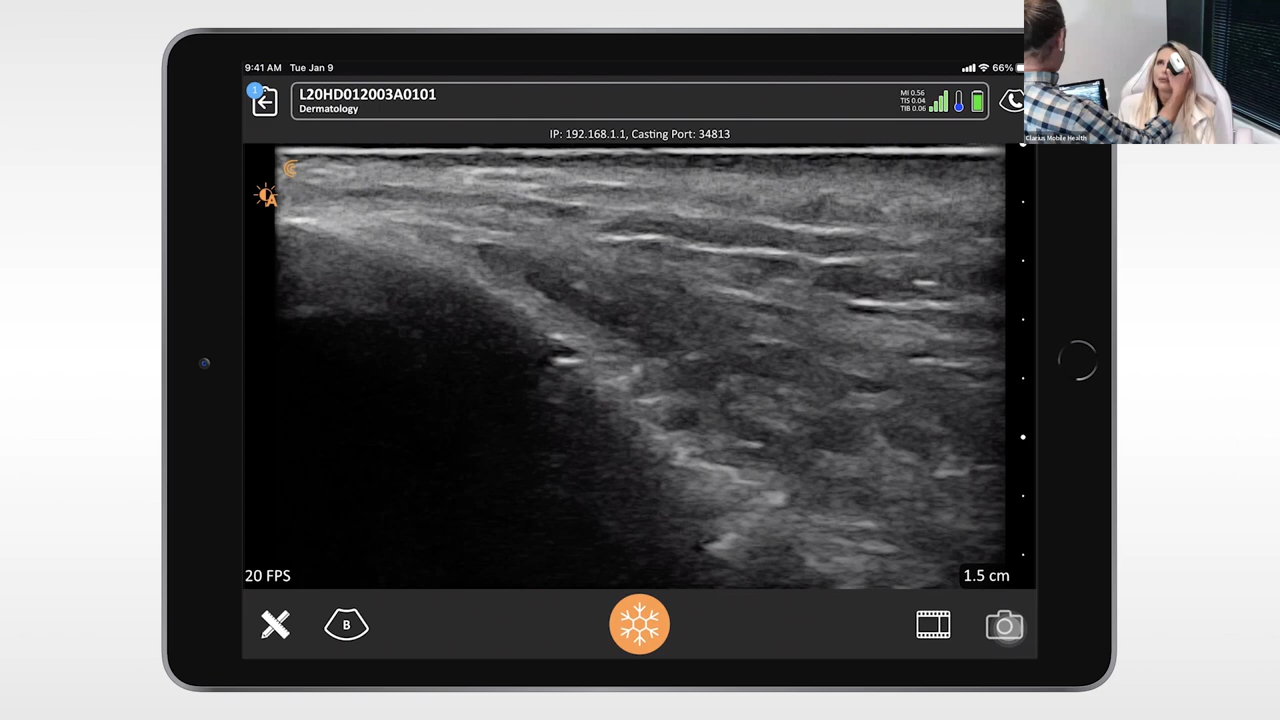 9:41 AM Tue Jan 9
66%
1
L20HD012003A0101
Dermatology
MI 0.56
TIS 0.04
TIB 0.06
IP: 192.168.1.1, Casting Port: 34813
Clarius Mobile Health
A
20 FPS
1.5 cm
B